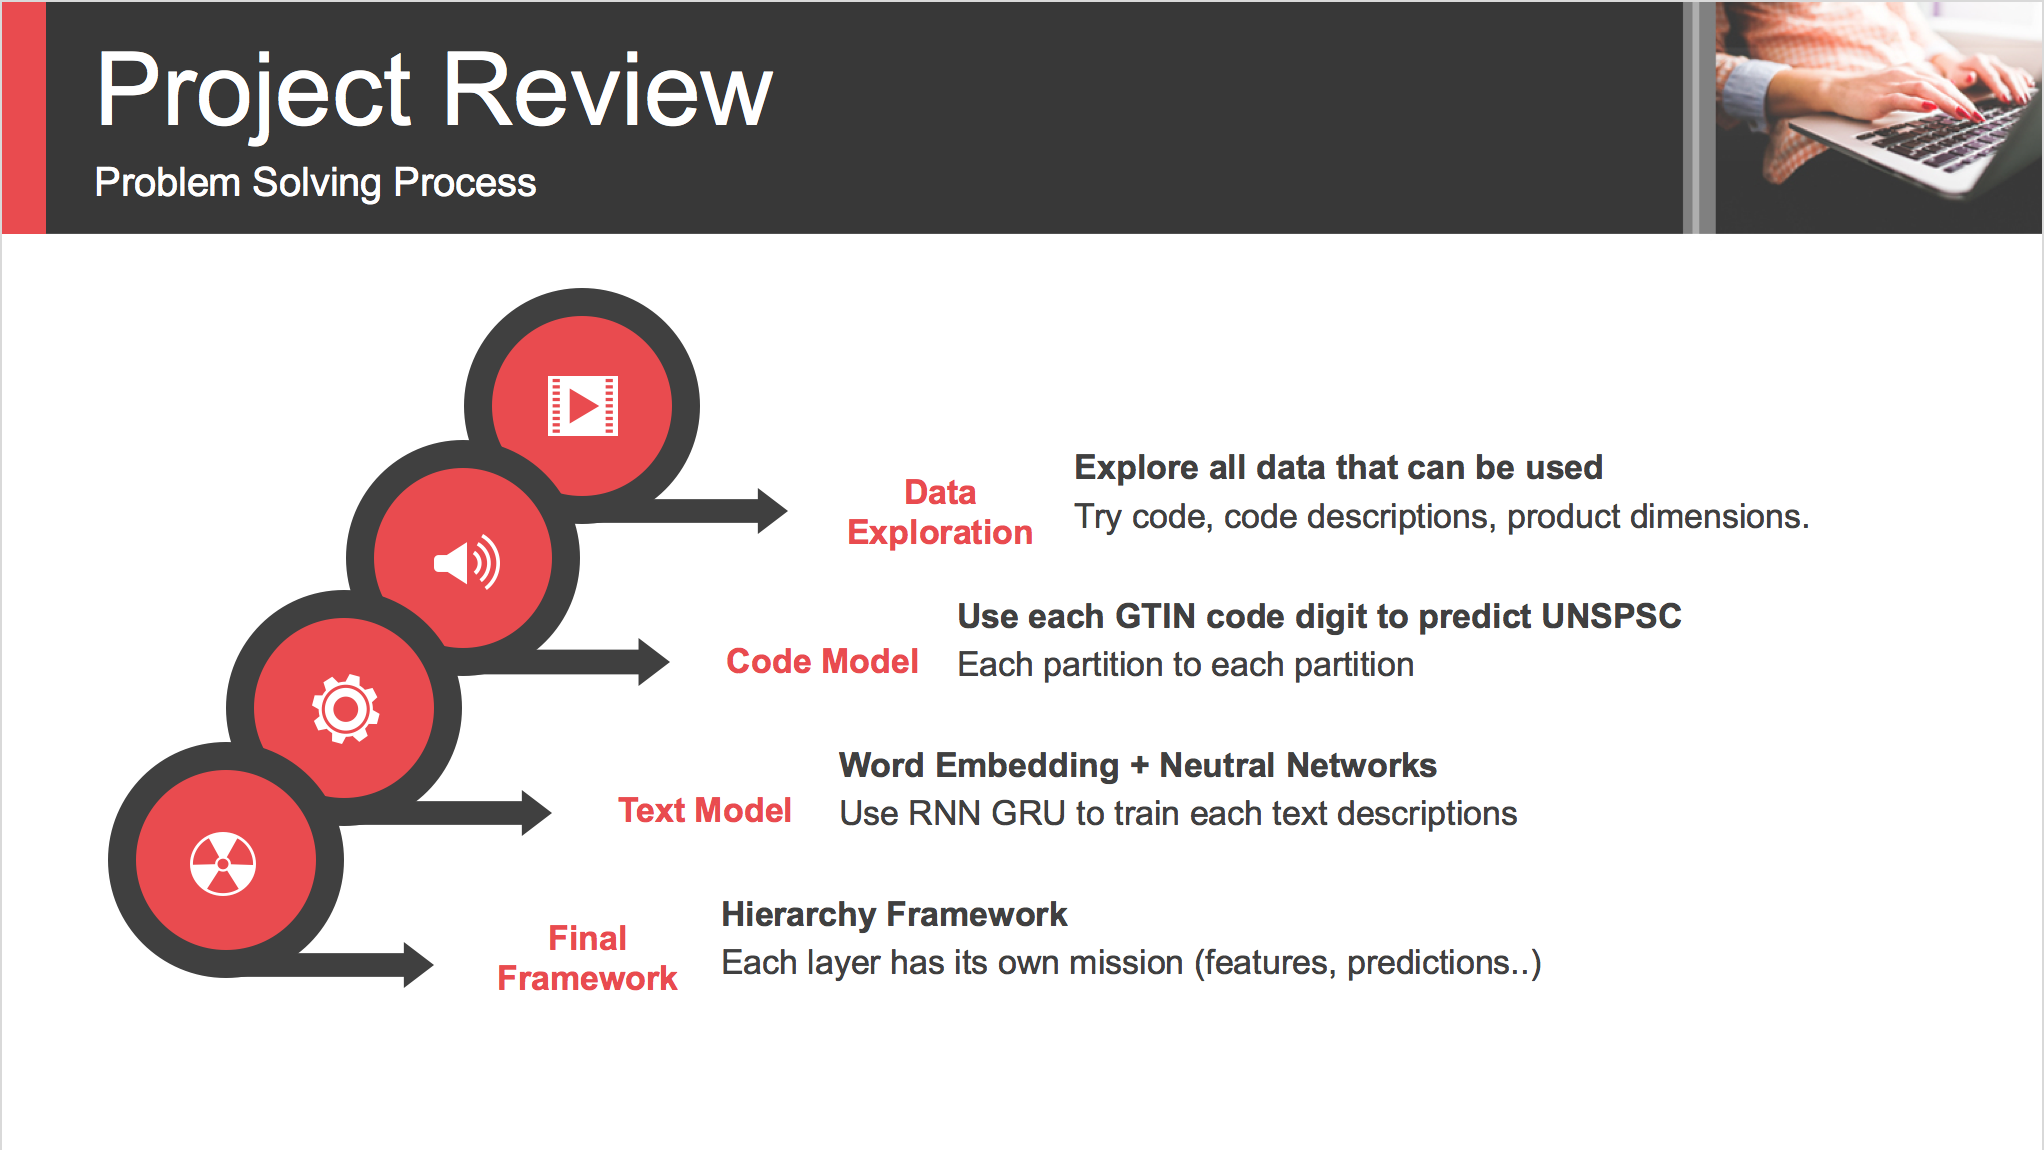 Project Review
Problem Solving Process
Data
Exploration
Explore all data that can be used
Try code, code descriptions, product dimensions.
Code Model
Use each GTIN code digit to predict UNSPSC
Each partition to each partition
Text Model
Word Embedding + Neutral Networks
Use RNN GRU to train each text descriptions
Final
Framework
Hierarchy Framework
Each layer has its own mission (features, predictions..)